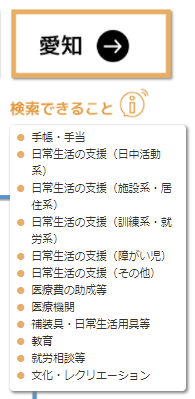 愛知
検索できること
手帳・手当
日常生活の支援（日中活動
系）
日常生活の支援（施設系・居
住系）
日常生活の支援（訓練系・就
労系）
日常生活の支援（障がい児）
日常生活の支援（その他）
医療費の助成等
医療機関
補装具・日常生活用具等
教育
就労相談等
文化・レクリエーション